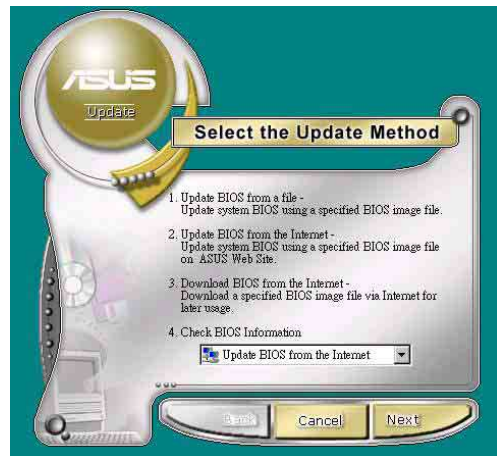 ASUS
Update
Select the Update Method
1. Update BIOS from a file -
Update system BIOS using a specified BIOS image file.
2. Update BIOS from the Internet -
Update system BIOS using a specified BIOS image file
on ASUS Web Site.
3. Download BIOS from the Internet -
Download a specified BIOS image file via Internet for
later usage.
4. Check BIOS Information
Update BIOS from the Internet
Back
Cancel
Next